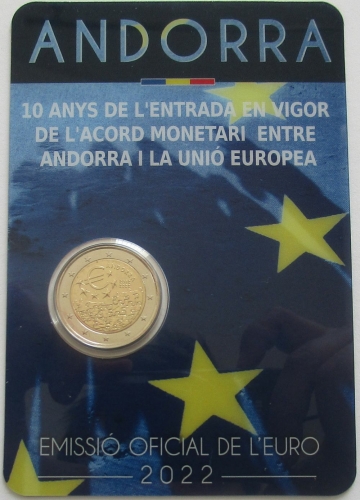 ANDORRA
10 ANYS DE L'ENTRADA EN VIGOR
DE L'ACORD MONETARI ENTRE
ANDORRA I LA UNIÓ EUROPEA
EMISSIÓ OFICIAL DE L'EURO
2022